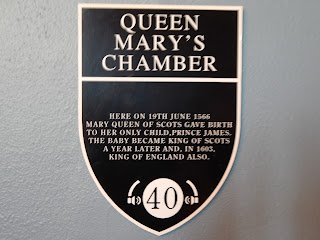 QUEEN
MARY'S
CHAMBER
HERE ON 19TH JUNE 1566
MARY QUEEN OF SCOTS GAVE BIRTH
TO HER ONLY CHILD,PRINCE JAMES.
THE BABY BECAME KING OF SCOTS
A YEAR LATER AND, IN 1603,
KING OF ENGLAND ALSO.
40